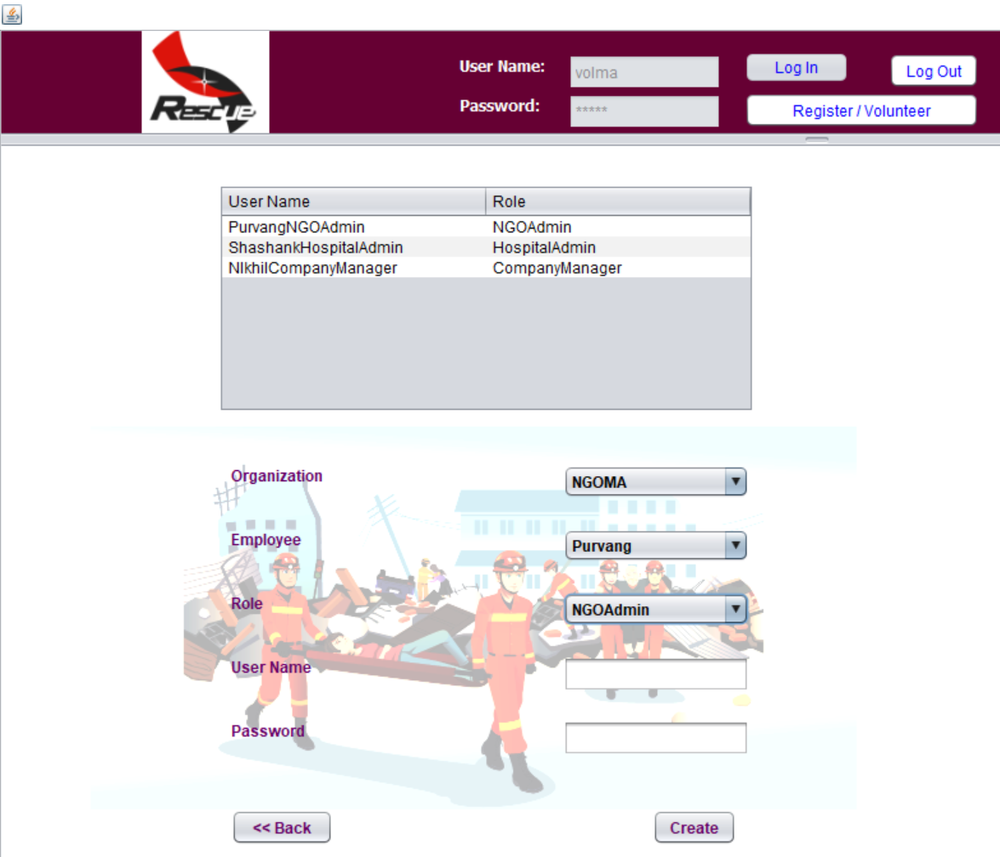 Rescue
User Name: volma Log In Log Out
Password: ***** Register / Volunteer
User Name Role
PurvangNGOAdmin NGOAdmin
ShashankHospitalAdmin HospitalAdmin
NIkhilCompanyManager CompanyManager
Organization NGOMA
Employee Purvang
Role NGOAdmin
User Name
Password
<< Back Create